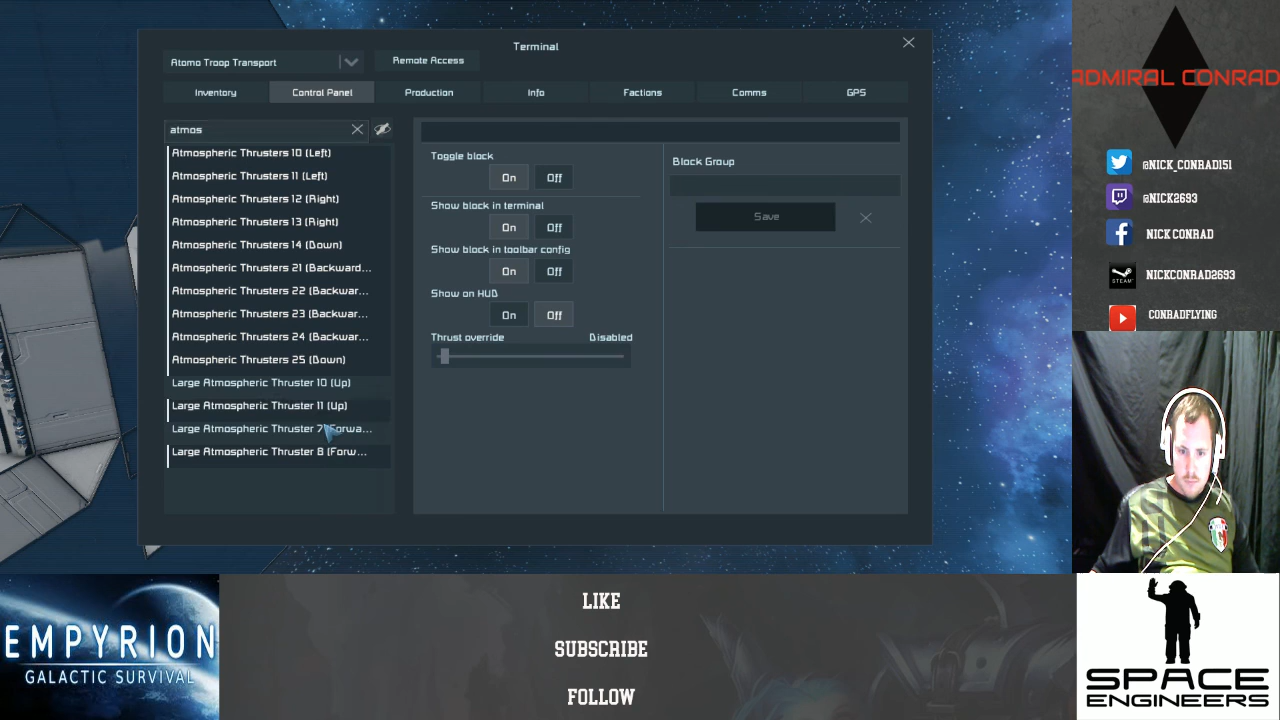 Terminal
Atomo Troop Transport
Remote Access
Inventory
Control Panel
Production
Info
Factions
Comms
GPS
atmos
Atmospheric Thrusters 10 (Left)
Atmospheric Thrusters 11 (Left)
Atmospheric Thrusters 12 (Right)
Atmospheric Thrusters 13 (Right)
Atmospheric Thrusters 14 (Down)
Atmospheric Thrusters 21 (Backward...
Atmospheric Thrusters 22 (Backwar...
Atmospheric Thrusters 23 (Backwar...
Atmospheric Thrusters 24 (Backwar...
Atmospheric Thrusters 25 (Down)
Large Atmospheric Thruster 10 (Up)
Large Atmospheric Thruster 11 (Up)
Large Atmospheric Thruster 7 (Forwa...
Large Atmospheric Thruster 8 (Forw...
Toggle block
On Off
Show block in terminal
On Off
Show block in toolbar config
On Off
Show on HUD
On Off
Thrust override Disabled
Block Group
Save
ADMIRAL CONRAD
@NICK_CONRAD151
@NICK2693
NICK CONRAD
STEAM
NICKCONRAD2693
CONRADFLYING
EMPYRION
GALACTIC SURVIVAL
LIKE
SUBSCRIBE
FOLLOW
SPACE
ENGINEERS